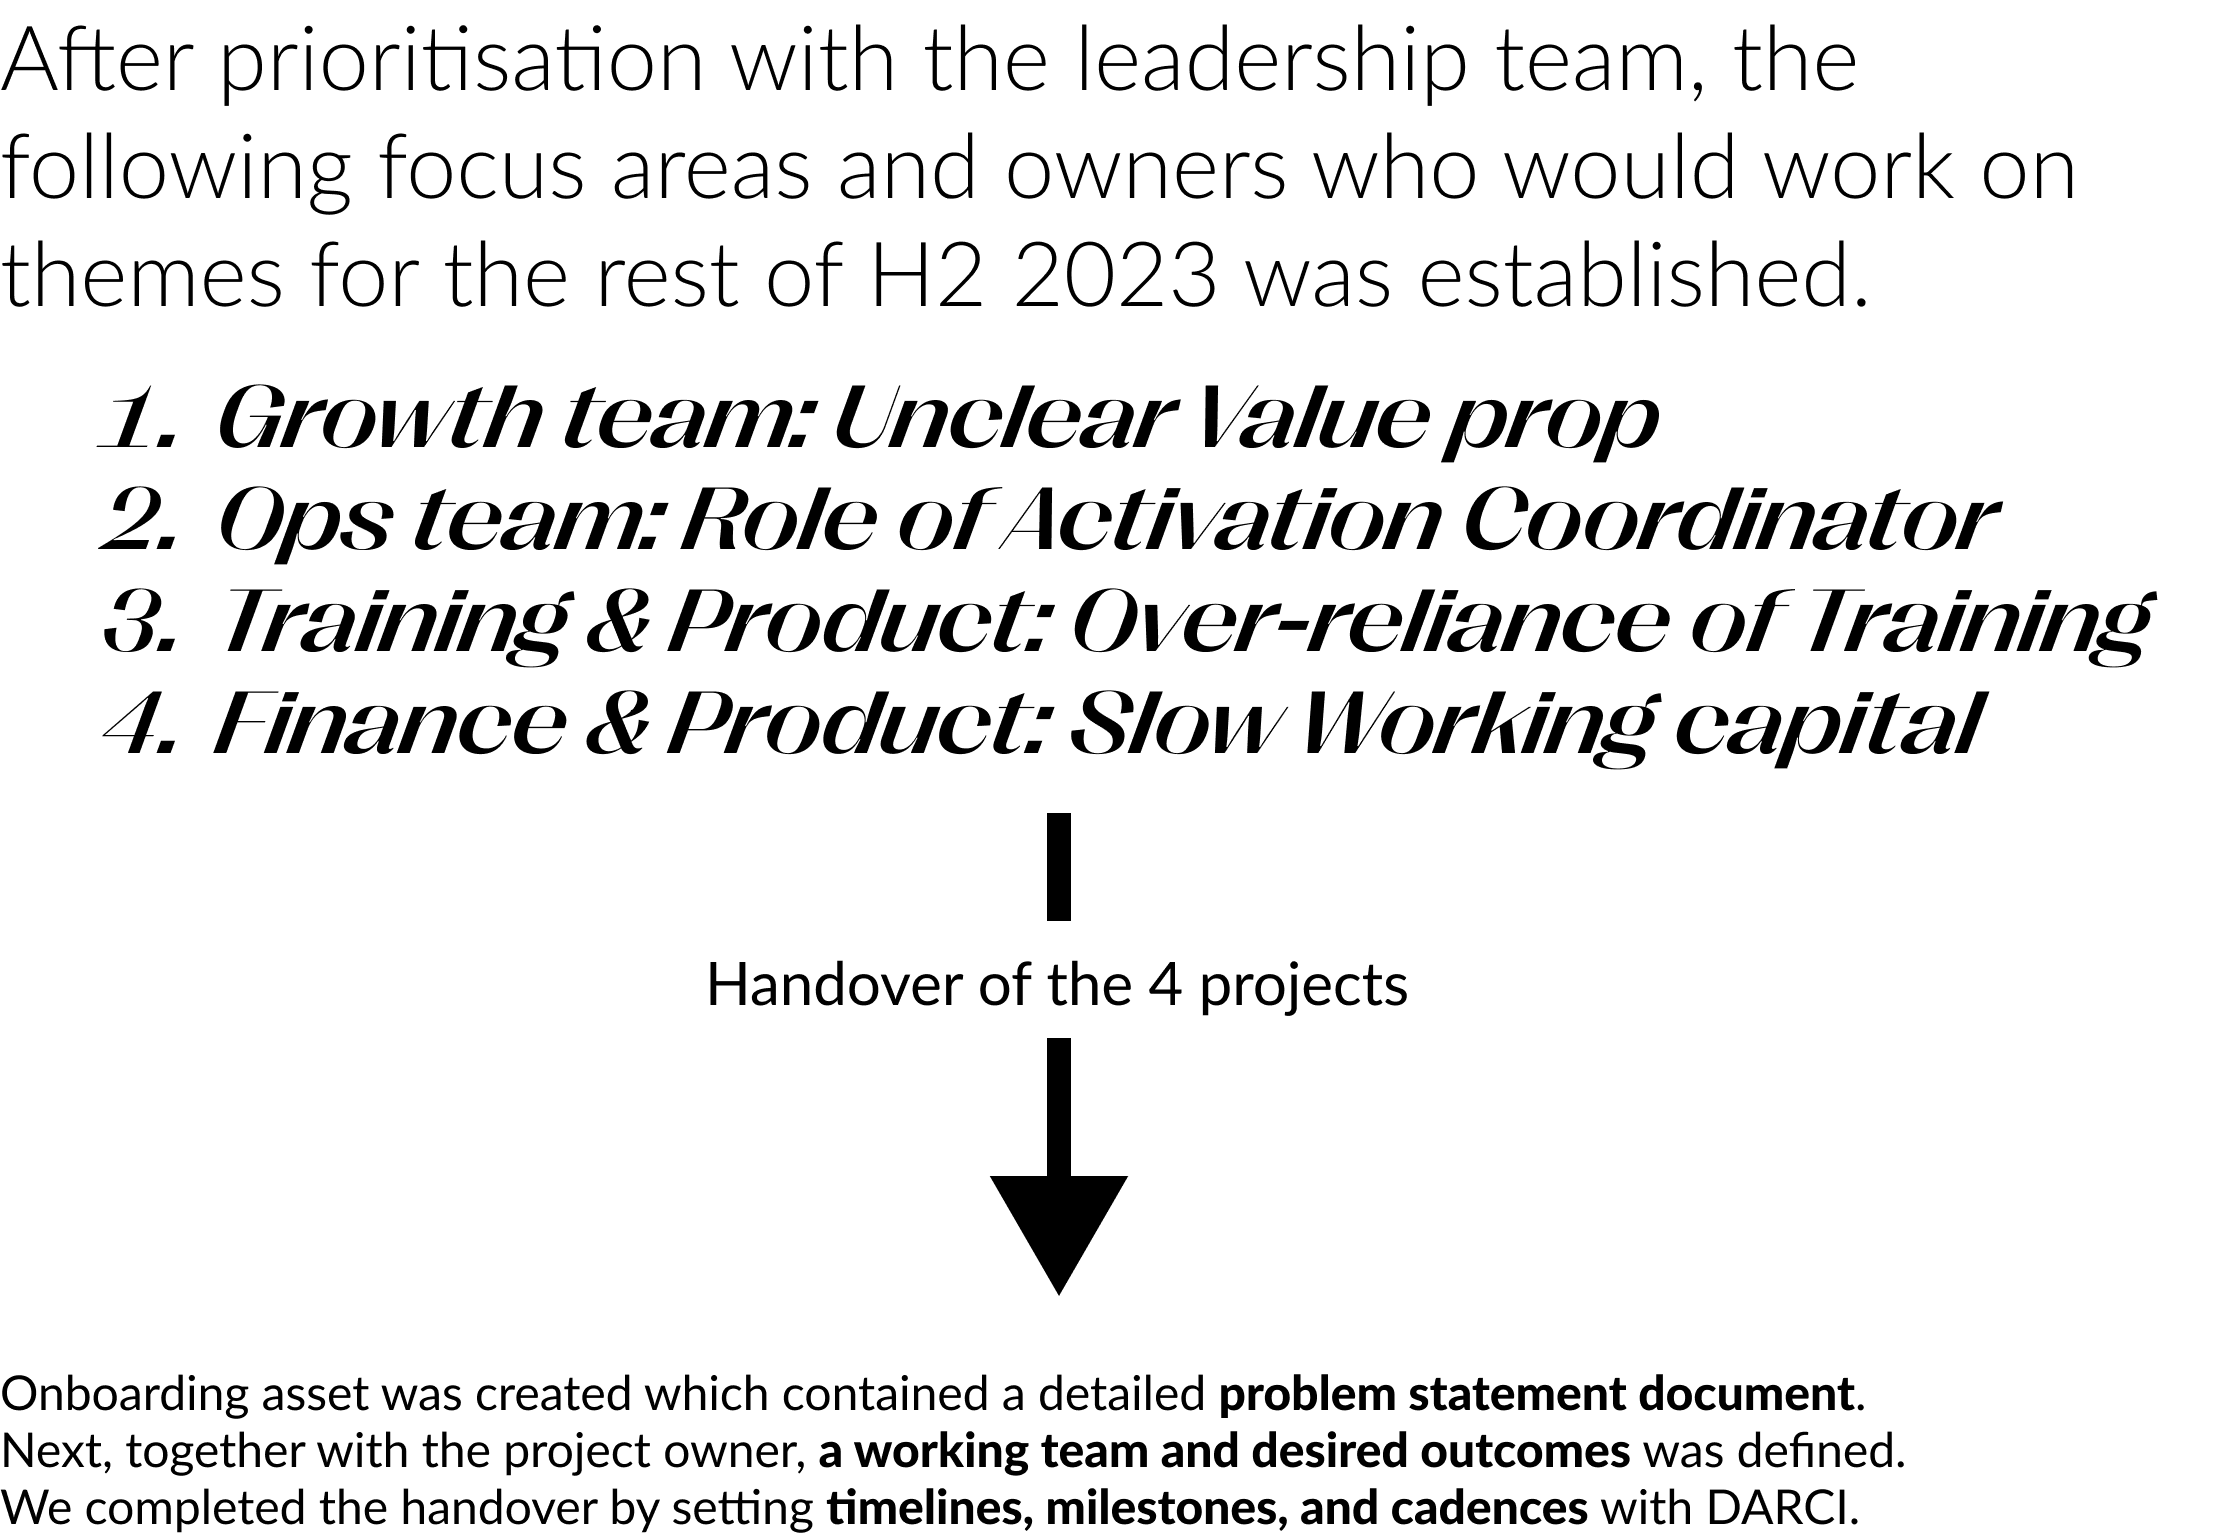 After prioritisation with the leadership team, the
following focus areas and owners who would work on
themes for the rest of H2 2023 was established.
1. Growth team: Unclear Value prop
2. Ops team: Role of Activation Coordinator
3. Training & Product: Over-reliance of Training
4. Finance & Product: Slow Working capital
Handover of the 4 projects
Onboarding asset was created which contained a detailed problem statement document.
Next, together with the project owner, a working team and desired outcomes was defined.
We completed the handover by setting timelines, milestones, and cadences with DARCI.